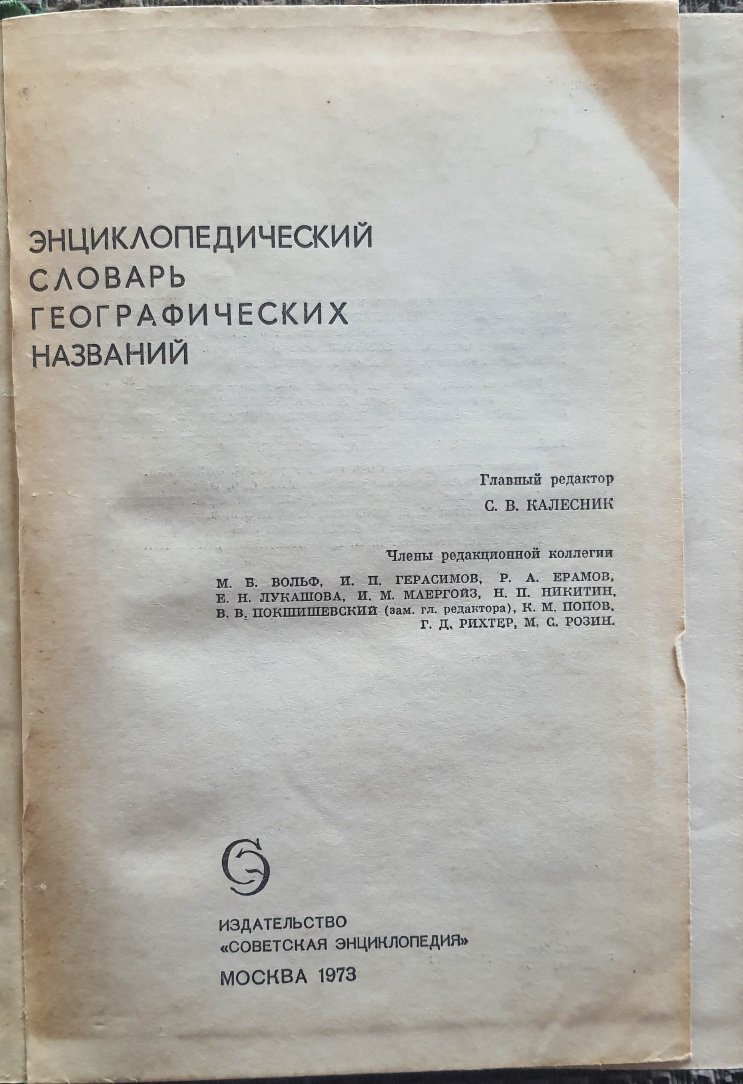 ЭНЦИКЛОПЕДИЧЕСКИЙ
СЛОВАРЬ
ГЕОГРАФИЧЕСКИХ
НАЗВАНИЙ
Главный редактор
С. В. КАЛЕСНИК
Члены редакционной коллегии
М. Б. ВОЛЬФ, И. П. ГЕРАСИМОВ, Р. А. ЕРАМОВ,
Е. Н. ЛУКАШОВА, И. М. МАЕРГОЙЗ, Н. П. НИКИТИН,
В. В. ПОКШИШЕВСКИЙ (зам. гл. редактора), К. М. ПОПОВ,
Г. Д. РИХТЕР, М. С. РОЗИН.
СЭ
ИЗДАТЕЛЬСТВО
«СОВЕТСКАЯ ЭНЦИКЛОПЕДИЯ»
МОСКВА 1973